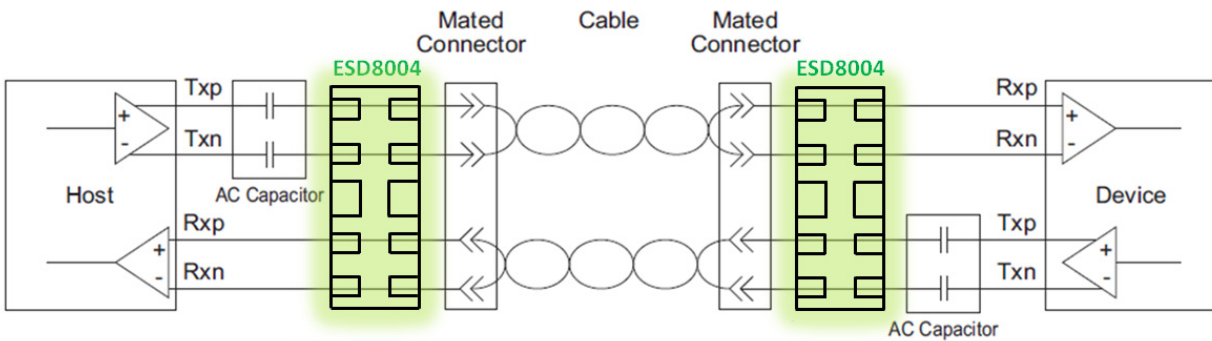 Mated
Connector
Cable
Mated
Connector
ESD8004
ESD8004
Txp
Rxp
+
-
+
-
Txn
Rxn
AC Capacitor
Host
Device
Rxp
Txp
+
-
+
-
Rxn
Txn
AC Capacitor